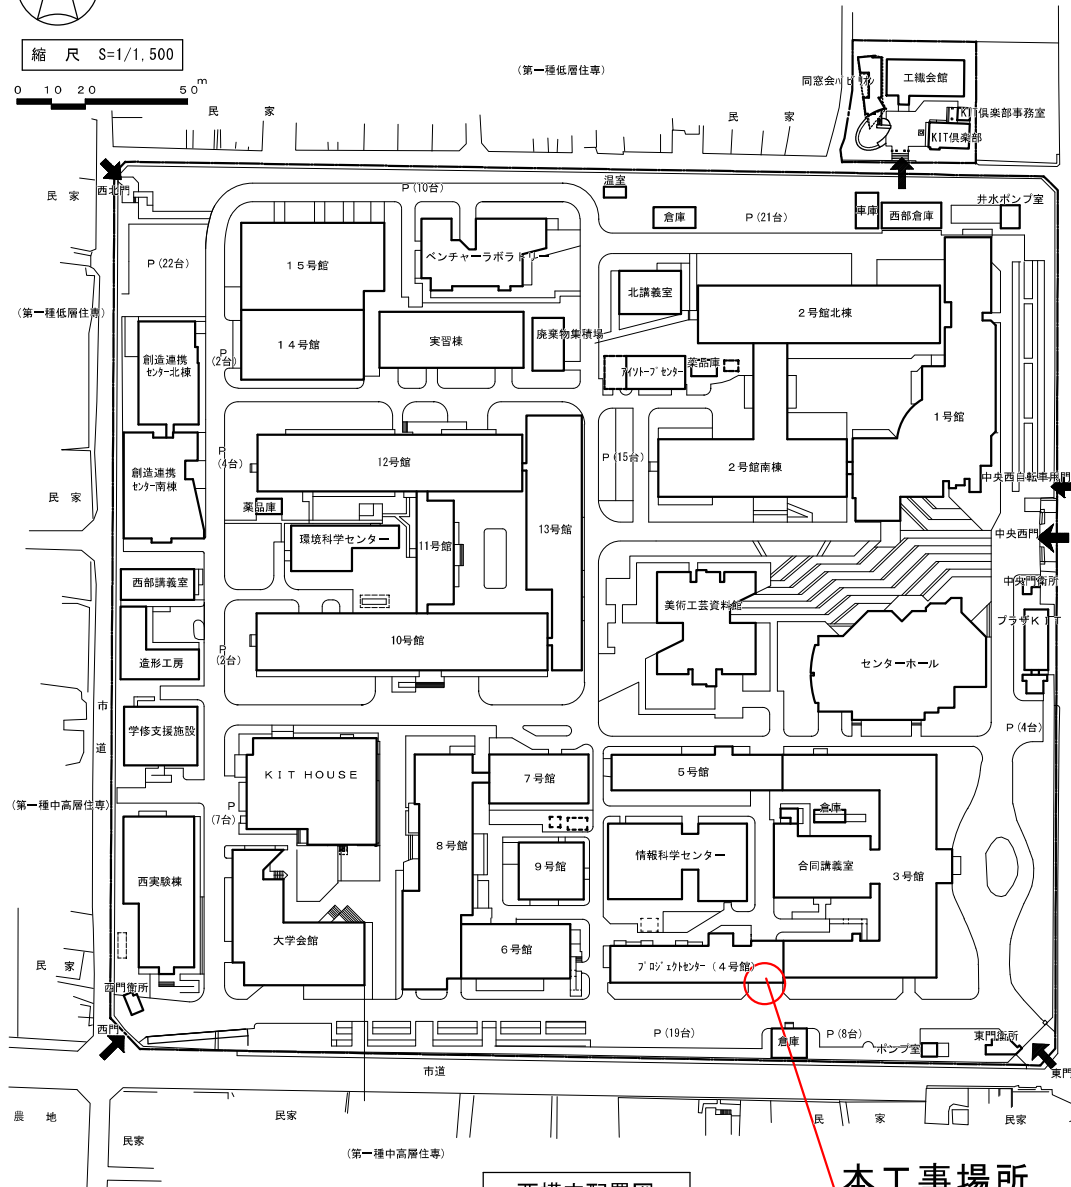 縮 尺 S=1/1,500
0 10 20 50 m
(第一種低層住専)
民 家
民 家
同窓会パビリオン
工繊会館
KIT倶楽部事務室
KIT倶楽部
西北門
民 家
P(10台)
温室
倉庫
P(21台)
車庫
西部倉庫
井水ポンプ室
P(22台)
15号館
ベンチャーラボラトリー
北講義室
2号館北棟
(第一種低層住専)
創造連携
センター北棟
P
(2台)
14号館
実習棟
廃棄物集積場
アイソトープセンター
薬品庫
1号館
創造連携
センター南棟
P
(4台)
12号館
P(15台)
2号館南棟
中央西自転車用門
民 家
薬品庫
環境科学センター
11号館
13号館
中央西門
西部講義室
中央門衛所
美術工芸資料館
プラザKIT
造形工房
P
(2台)
10号館
センターホール
市
道
学修支援施設
P(4台)
KIT HOUSE
7号館
5号館
(第一種中高層住専)
P
(7台)
倉庫
8号館
9号館
情報科学センター
合同講義室
3号館
西実験棟
大学会館
6号館
プロジェクトセンター(4号館)
民 家
西門衛所
西門
P(19台)
倉庫
P(8台)
ポンプ室
東門衛所
東門
市道
農 地
民家
民 家
民家
民家
(第一種中高層住専)
本工事場所
西構内配置図